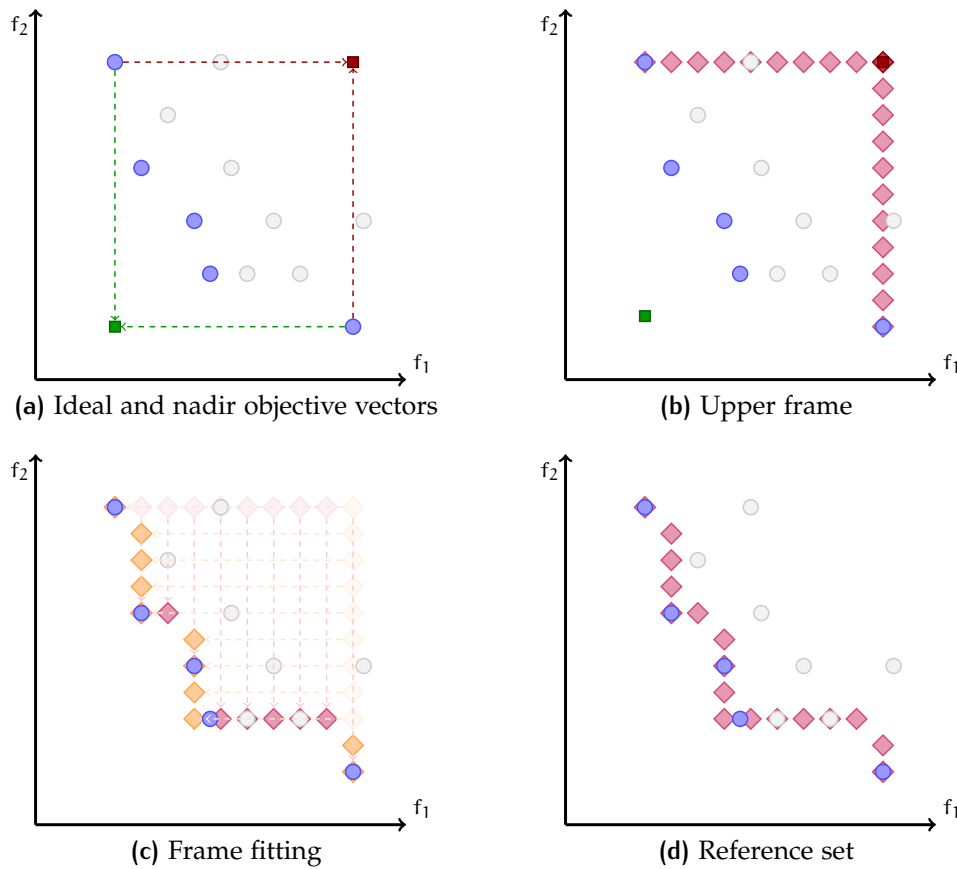 f₂
f₁
(a) Ideal and nadir objective vectors
f₂
f₁
(b) Upper frame
f₂
f₁
(c) Frame fitting
f₂
f₁
(d) Reference set